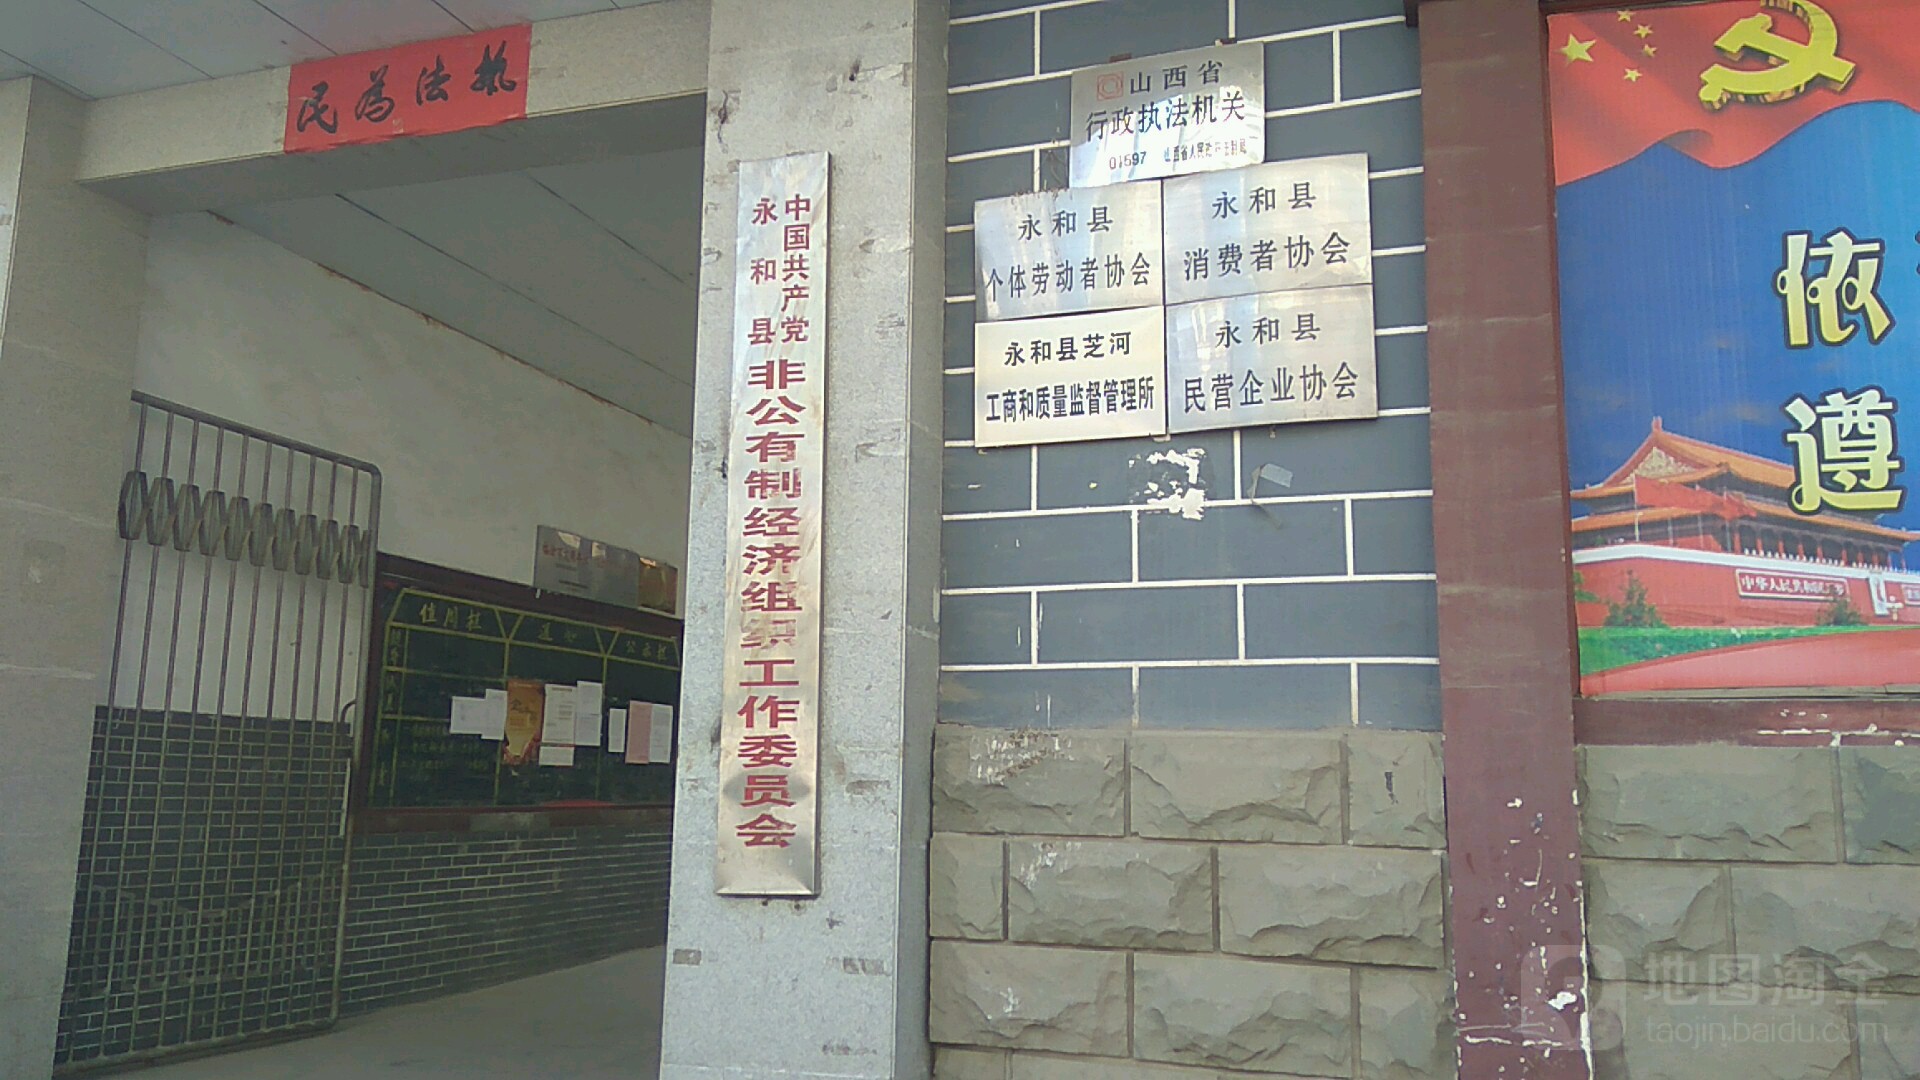 民為法执
中国共产党
永和县
非公有制经济组织工作委员会
山西省
行政执法机关
01597
永和县
个体劳动者协会
永和县
消费者协会
永和县芝河
工商和质量监督管理所
永和县
民营企业协会
依
遵
地图淘金
taojin.baidu.com